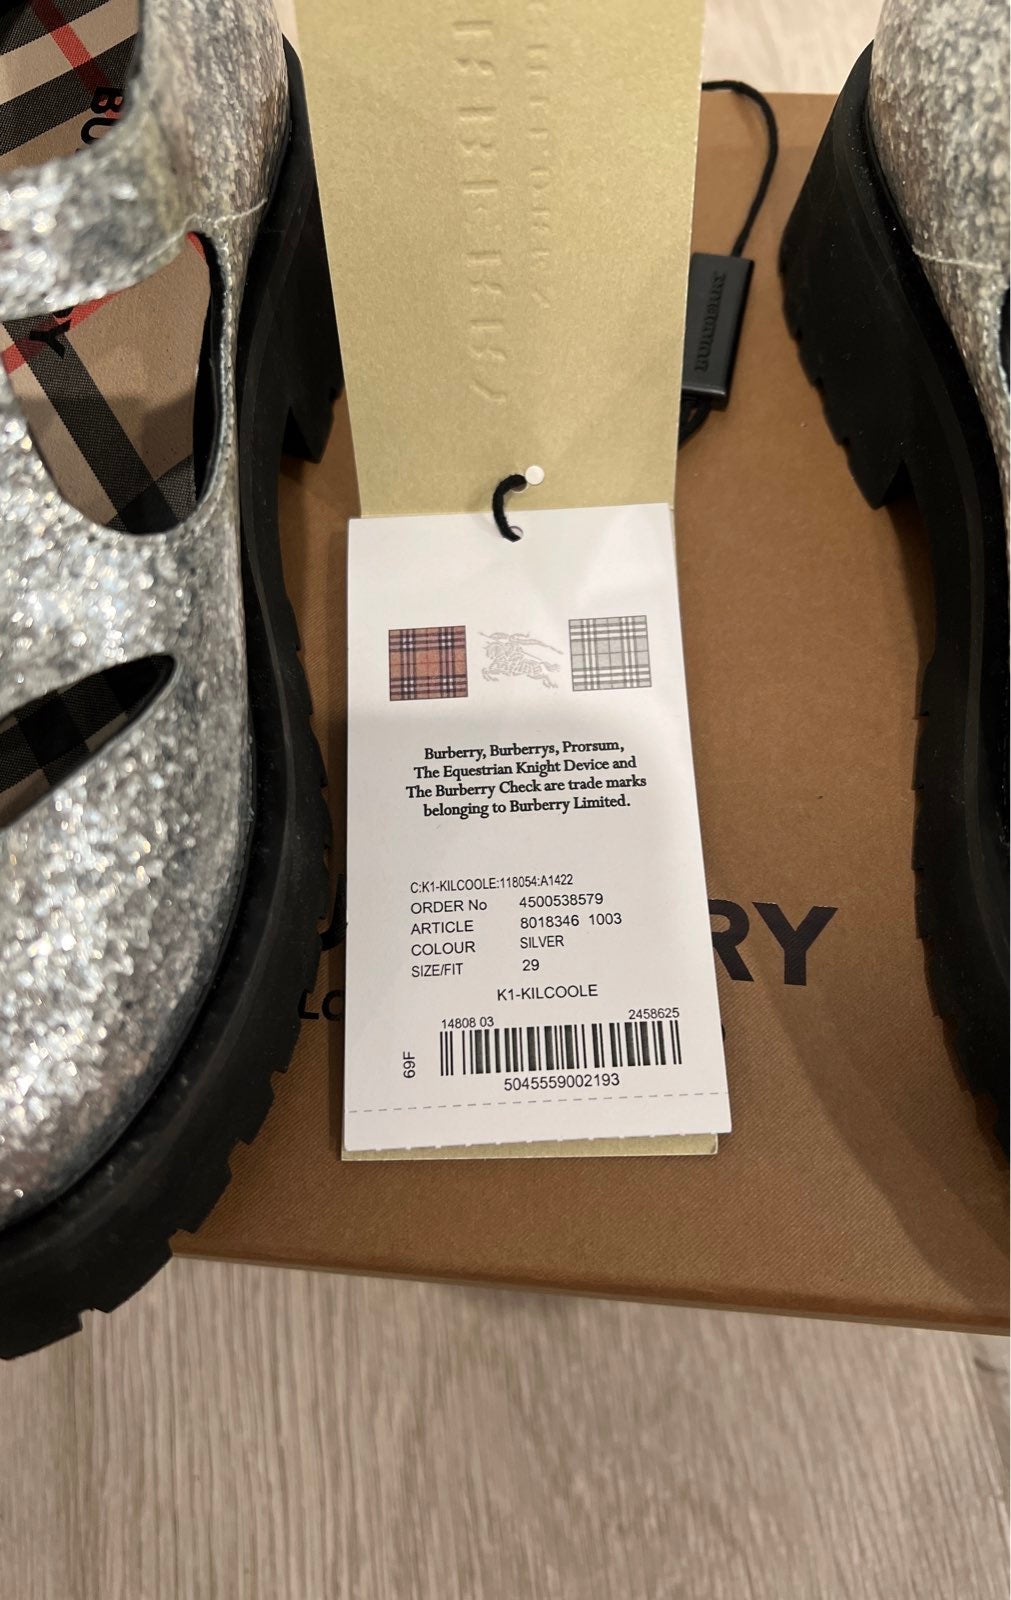 BURBERRY
Burberry, Burberrys, Prorsum,
The Equestrian Knight Device and
The Burberry Check are trade marks
belonging to Burberry Limited.
C:K1-KILCOOLE:118054:A1422
ORDER No 4500538579
ARTICLE 8018346 1003
COLOUR SILVER
SIZE/FIT 29
K1-KILCOOLE
14808 03 2458625
69F
5045559002193
RY